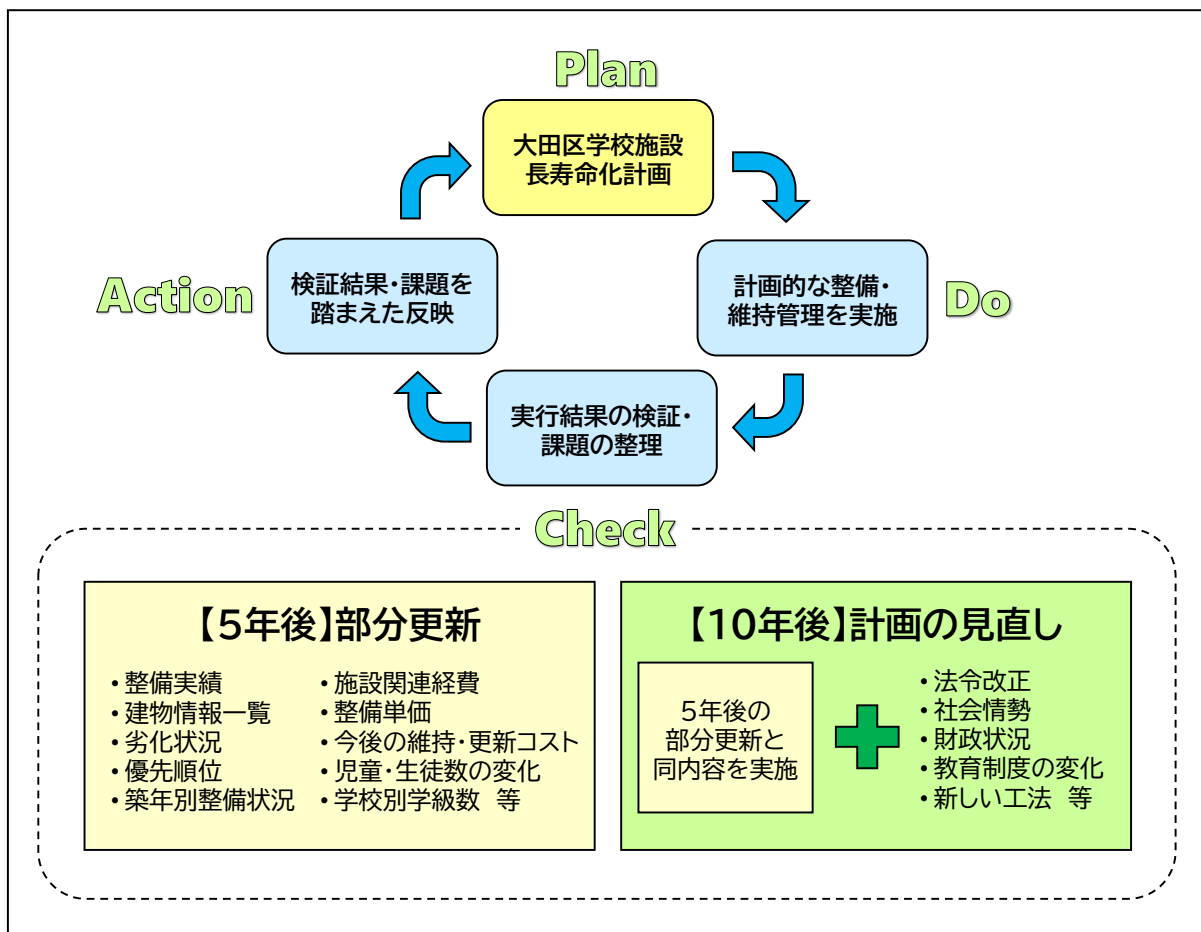 Plan
大田区学校施設
長寿命化計画
Action
検証結果・課題を
踏まえた反映
計画的な整備・
維持管理を実施
Do
実行結果の検証・
課題の整理
Check
【5年後】部分更新
・整備実績
・建物情報一覧
・劣化状況
・優先順位
・築年別整備状況
・施設関連経費
・整備単価
・今後の維持・更新コスト
・児童・生徒数の変化
・学校別学級数 等
【10年後】計画の見直し
5年後の
部分更新と
同内容を実施
・法令改正
・社会情勢
・財政状況
・教育制度の変化
・新しい工法 等